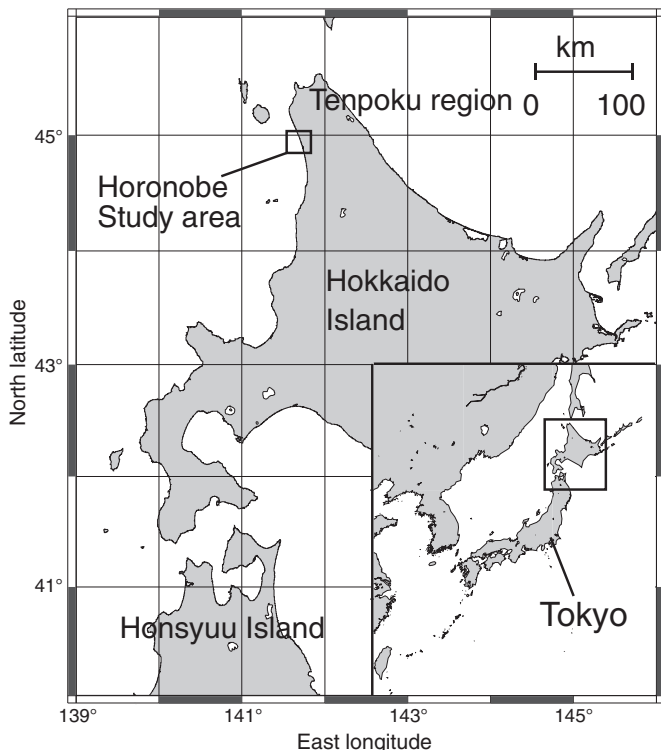 km
Tenpoku region
0 100
45°
Horonobe
Study area
Hokkaido
Island
North latitude
43°
41°
Honsyuu Island
Tokyo
139° 141° 143° 145°
East longitude